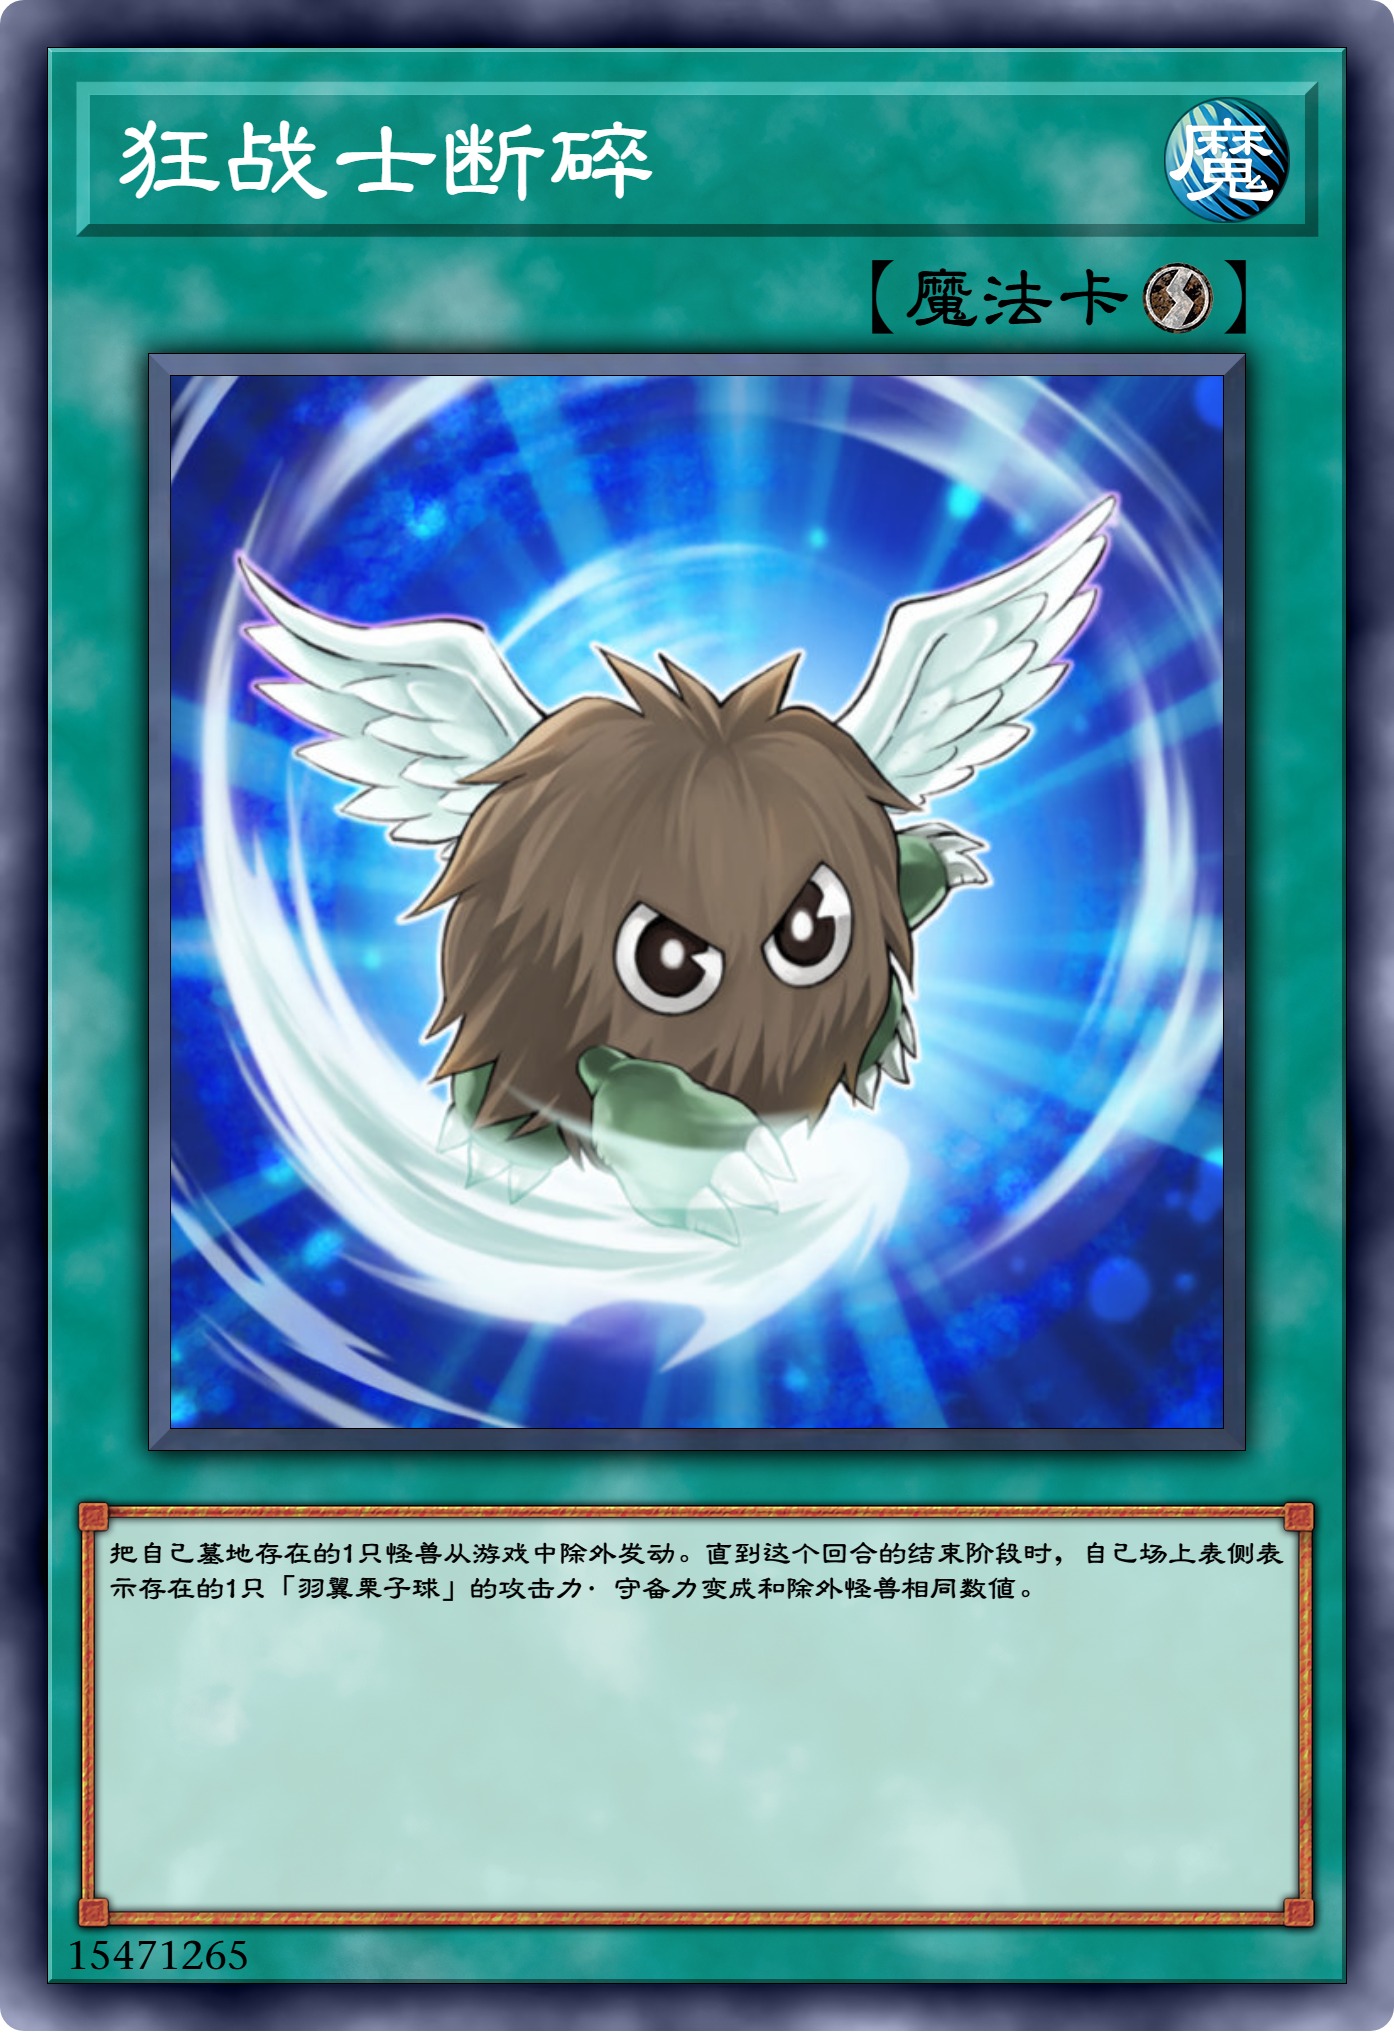 狂战士断碎
魔
【魔法卡】
把自己墓地存在的1只怪兽从游戏中除外发动。直到这个回合的结束阶段时，自己场上表侧表
示存在的1只「羽翼栗子球」的攻击力·守备力变成和除外怪兽相同数值。
15471265